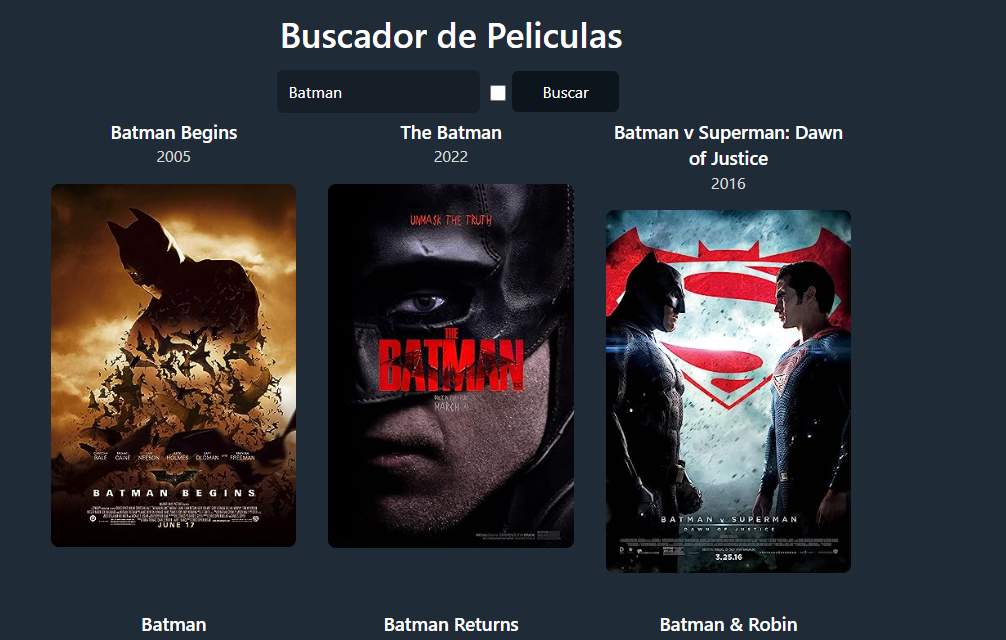 Buscador de Peliculas
Batman
Buscar
Batman Begins
2005
The Batman
2022
Batman v Superman: Dawn
of Justice
2016
BATMAN BEGINS
JUNE 17
UNMASK THE TRUTH
THE
BATMAN
MARCH
BATMAN v SUPERMAN
DAWN OF JUSTICE
3.25.16
Batman
Batman Returns
Batman & Robin